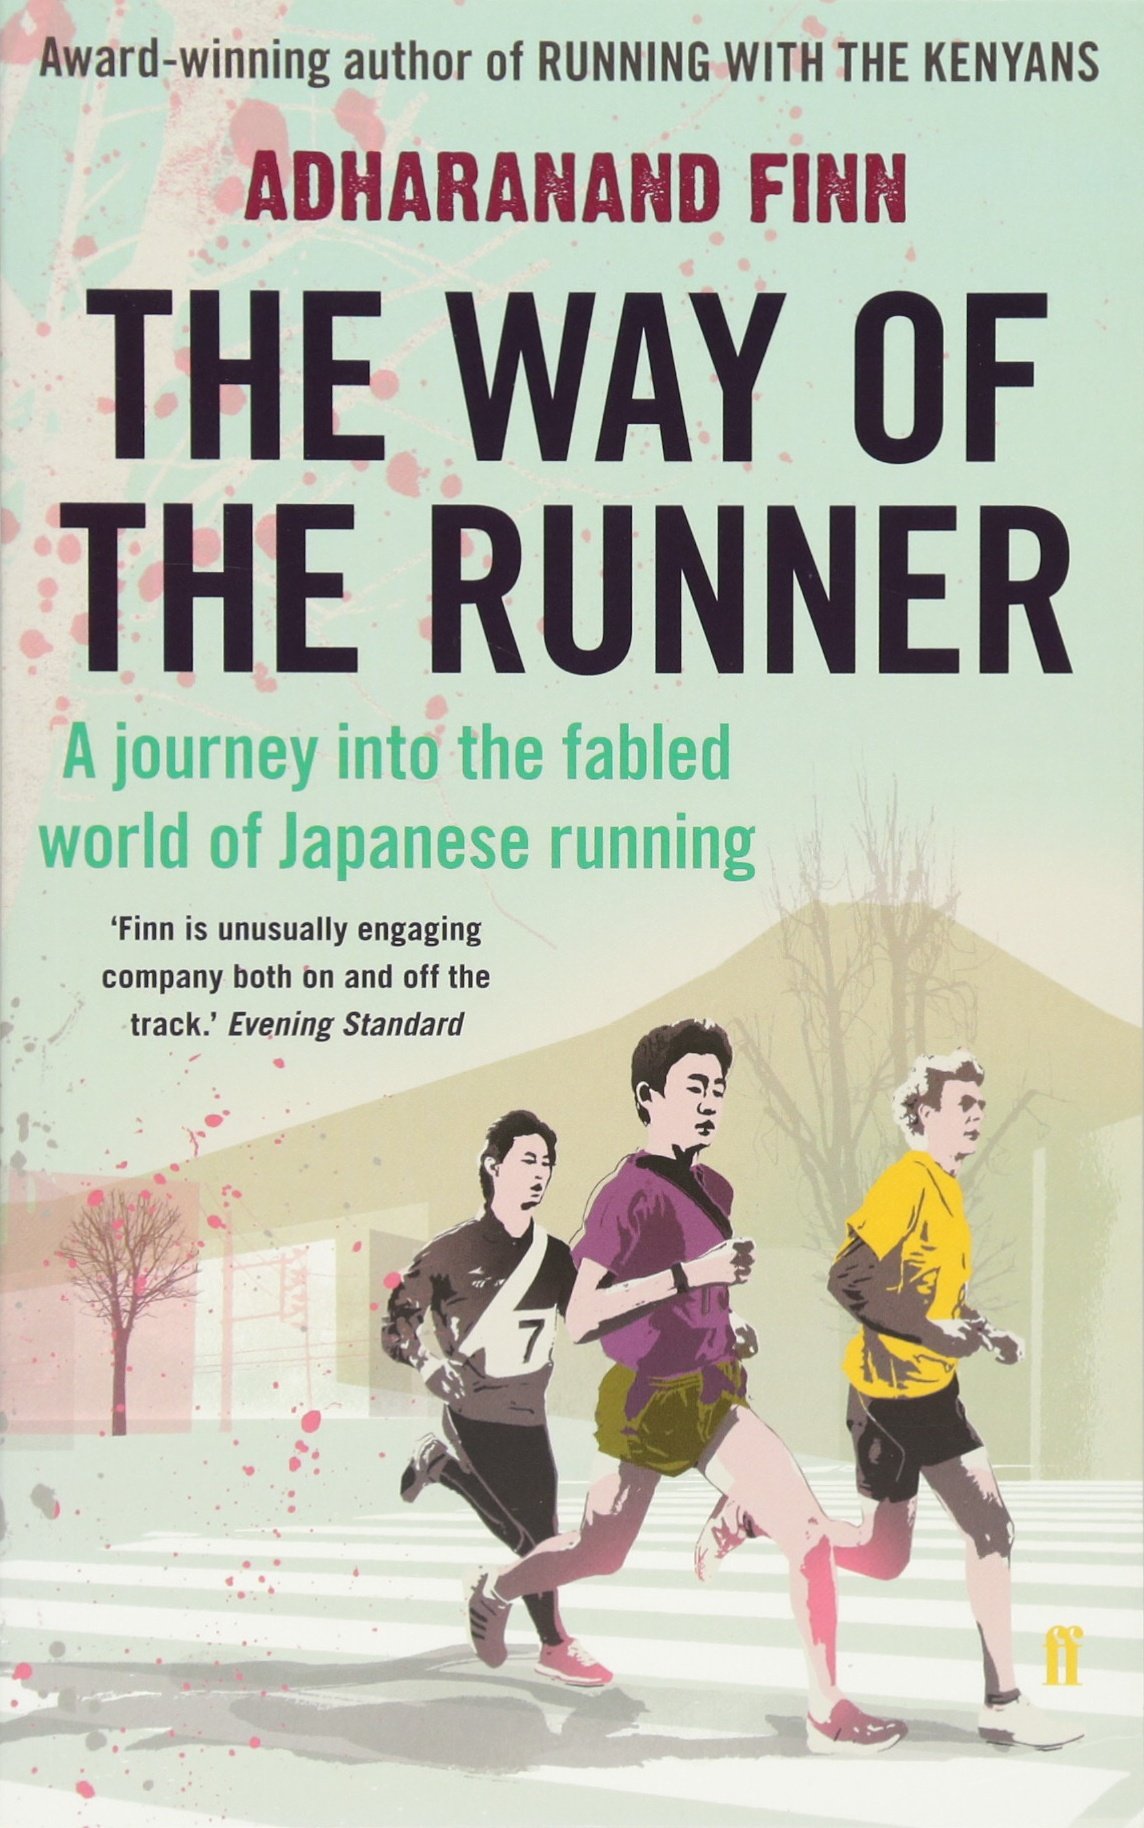 Award-winning author of RUNNING WITH THE KENYANS
ADHARANAND FINN
THE WAY OF
THE RUNNER
A journey into the fabled
world of Japanese running
‘Finn is unusually engaging
company both on and off the
track.’ Evening Standard
7
ff